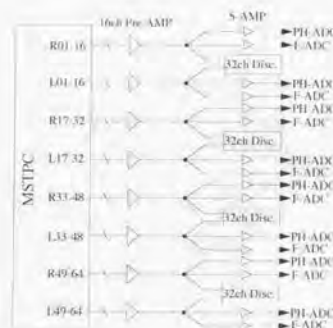 16ch Pre-AMP
S-AMP
MSTPC
R01-16
PH-ADC
F-ADC
32ch Disc.
L01-16
PH-ADC
F-ADC
R17-32
PH-ADC
F-ADC
32ch Disc.
L17-32
PH-ADC
F-ADC
R33-48
PH-ADC
F-ADC
32ch Disc.
L33-48
PH-ADC
F-ADC
R49-64
PH-ADC
F-ADC
32ch Disc.
L49-64
PH-ADC
F-ADC